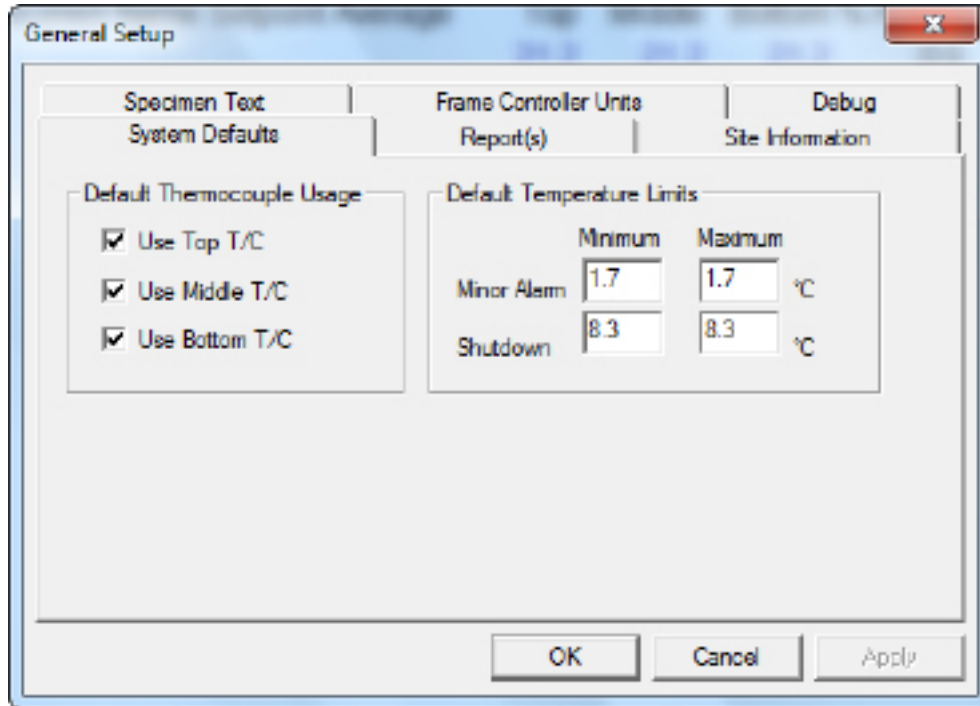 General Setup
Specimen Text
Frame Controller Units
Debug
System Defaults
Report(s)
Site Information
Default Thermocouple Usage
Use Top T/C
Use Middle T/C
Use Bottom T/C
Default Temperature Limits
Minimum Maximum
Minor Alarm 1.7 1.7 °C
Shutdown 8.3 8.3 °C
OK Cancel Apply